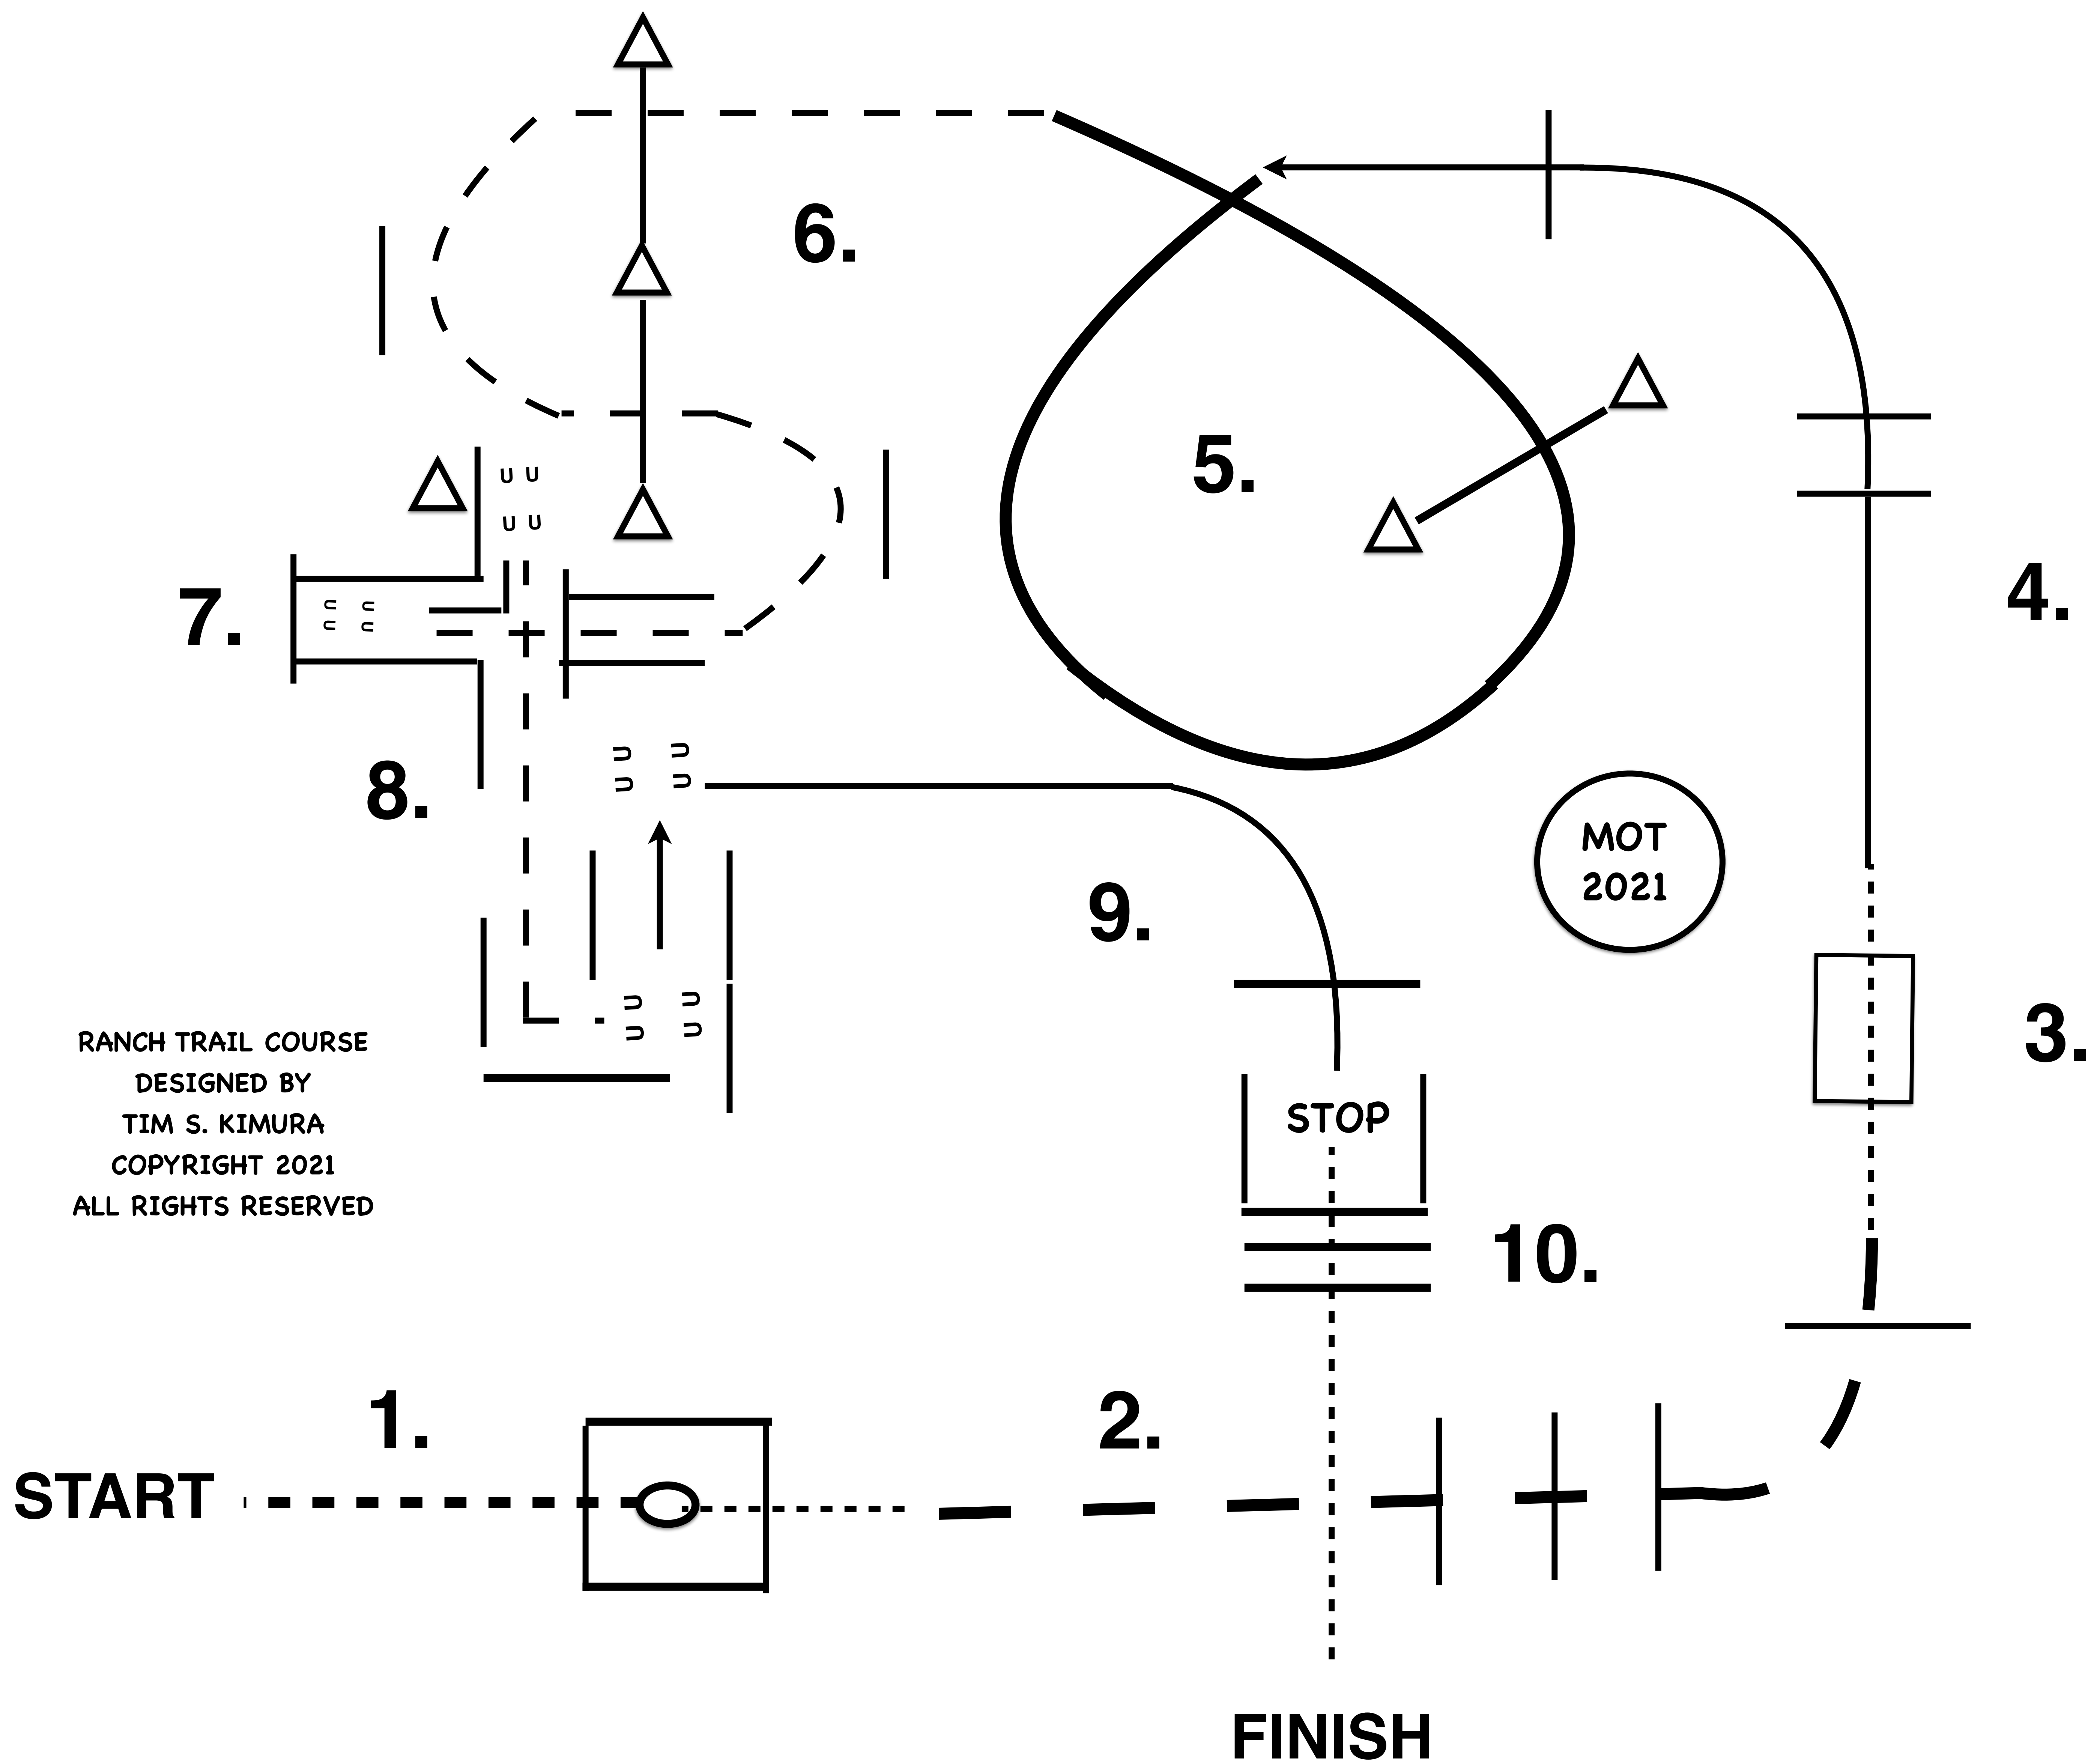 6.
5.
4.
7.
8.
MOT
2021
9.
3.
RANCH TRAIL COURSE
DESIGNED BY
TIM S. KIMURA
COPYRIGHT 2021
ALL RIGHTS RESERVED
STOP
10.
1.
2.
START
FINISH